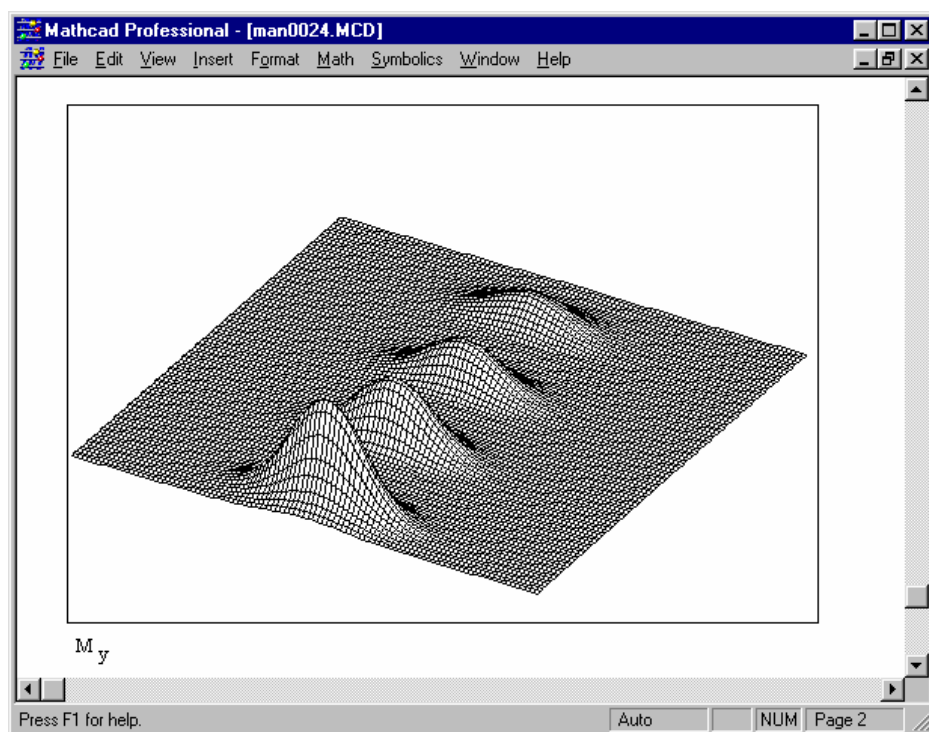 Mathcad Professional - [man0024.MCD]
File Edit View Insert Format Math Symbolics Window Help
M y
Press F1 for help. Auto NUM Page 2